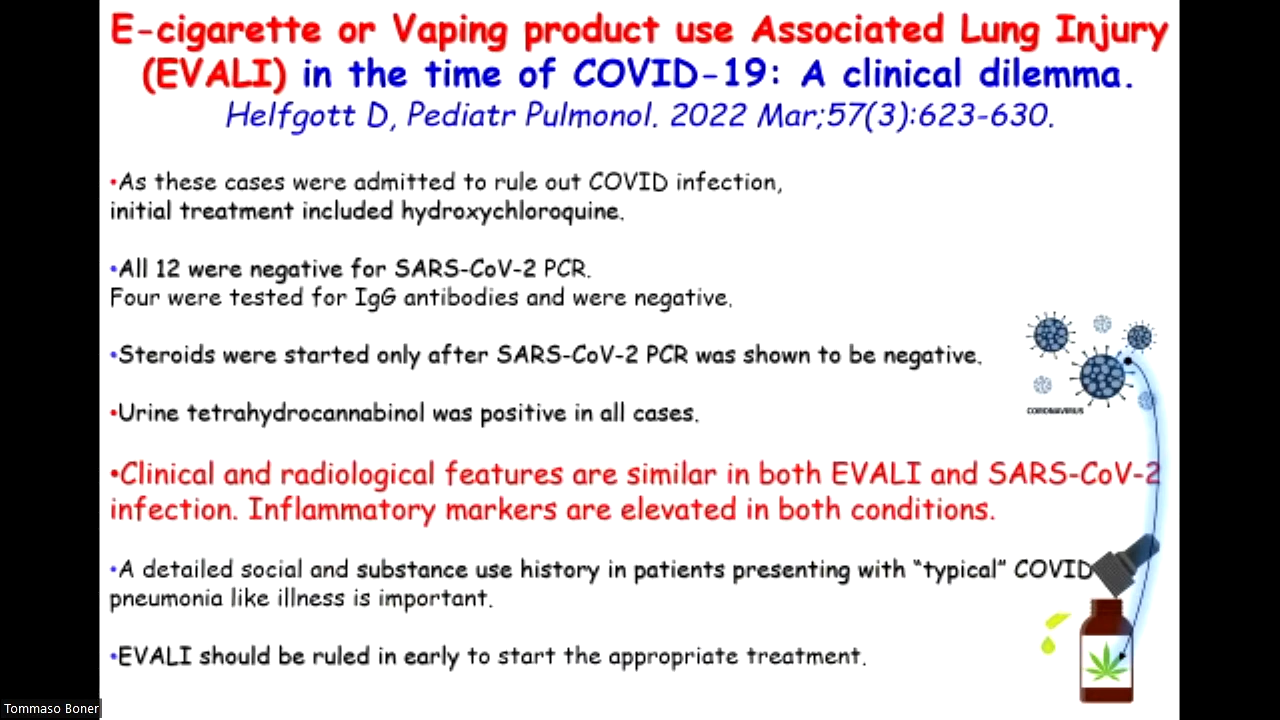 E-cigarette or Vaping product use Associated Lung Injury
(EVALI) in the time of COVID-19: A clinical dilemma.
Helfgott D, Pediatr Pulmonol. 2022 Mar;57(3):623-630.
•As these cases were admitted to rule out COVID infection,
initial treatment included hydroxychloroquine.
•All 12 were negative for SARS-CoV-2 PCR.
Four were tested for IgG antibodies and were negative.
•Steroids were started only after SARS-CoV-2 PCR was shown to be negative.
CORONAVIRUS
•Urine tetrahydrocannabinol was positive in all cases.
•Clinical and radiological features are similar in both EVALI and SARS-CoV-2
infection. Inflammatory markers are elevated in both conditions.
•A detailed social and substance use history in patients presenting with “typical” COVID
pneumonia like illness is important.
•EVALI should be ruled in early to start the appropriate treatment.
Tommaso Boner